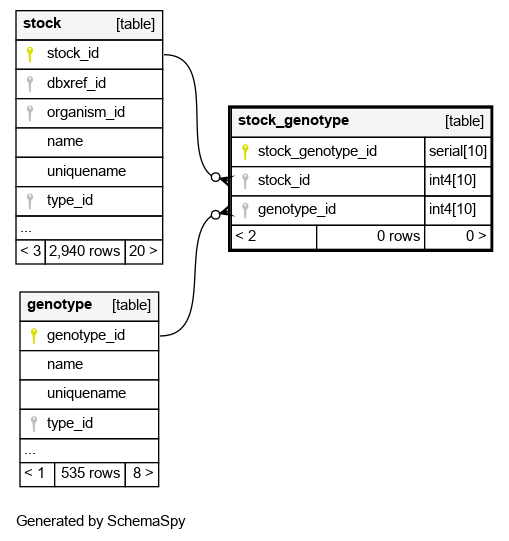 stock [table]
stock_id
dbxref_id
organism_id
name
uniquename
type_id
...
< 3 2,940 rows 20 >
stock_genotype [table]
stock_genotype_id serial[10]
stock_id int4[10]
genotype_id int4[10]
< 2 0 rows 0 >
genotype [table]
genotype_id
name
uniquename
type_id
...
< 1 535 rows 8 >
Generated by SchemaSpy